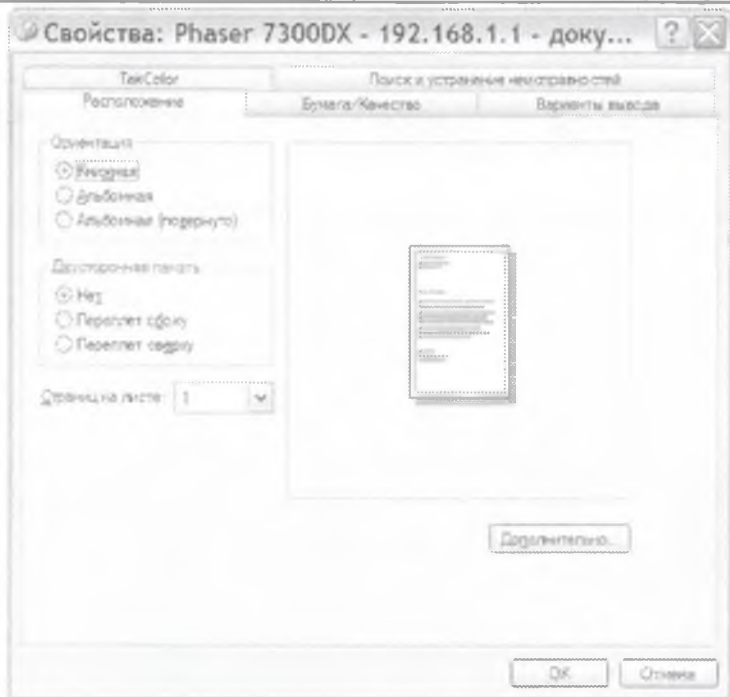 Свойства: Phaser 7300DX - 192.168.1.1 - доку...
TekColor
Поиск и устранение неисправностей
Расположение
Бумага/Качество
Варианты вывода
Ориентация
Книжная
Альбомная
Альбомная (повернуто)
Двусторонняя печать
Нет
Переплет сбоку
Переплет сверху
Страниц на листе: 1
Дополнительно...
OK
Отмена